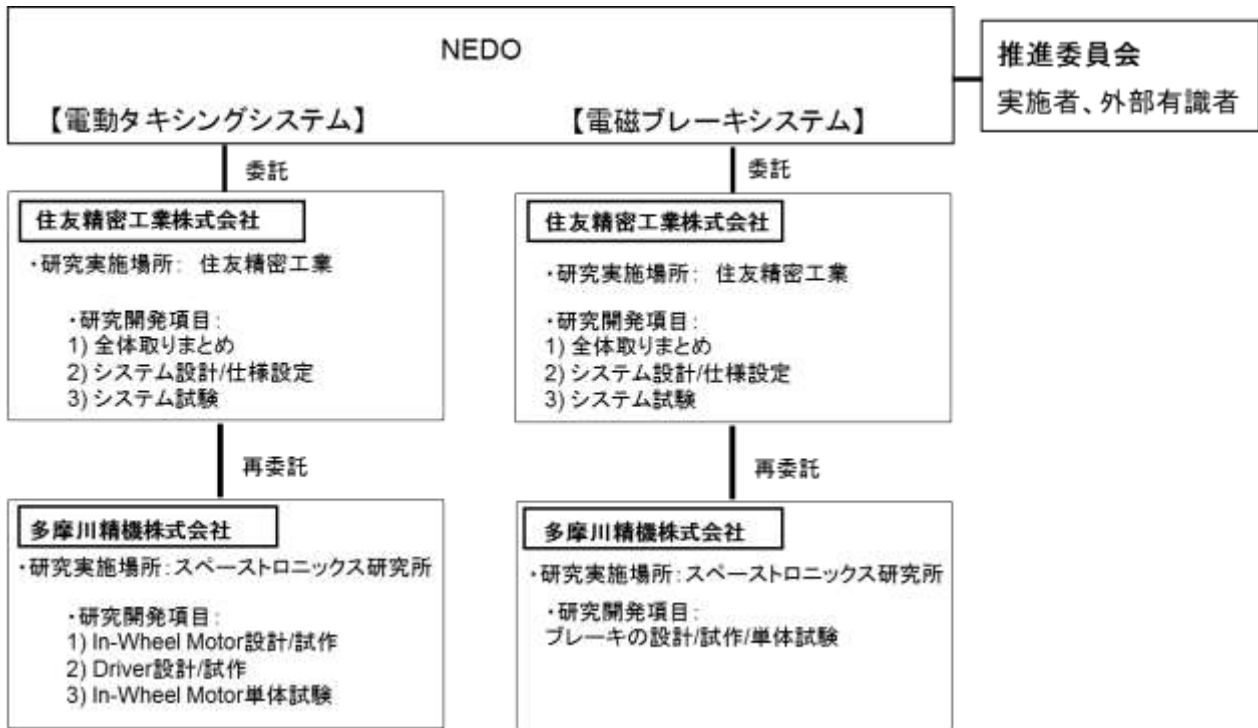 NEDO
【電動タキシングシステム】
【電磁ブレーキシステム】
推進委員会
実施者、外部有識者
委託
住友精密工業株式会社
・研究実施場所: 住友精密工業
・研究開発項目:
1) 全体取りまとめ
2) システム設計/仕様設定
3) システム試験
再委託
多摩川精機株式会社
・研究実施場所:スペーストロニックス研究所
・研究開発項目:
1) In-Wheel Motor設計/試作
2) Driver設計/試作
3) In-Wheel Motor単体試験
委託
住友精密工業株式会社
・研究実施場所: 住友精密工業
・研究開発項目:
1) 全体取りまとめ
2) システム設計/仕様設定
3) システム試験
再委託
多摩川精機株式会社
・研究実施場所:スペーストロニックス研究所
・研究開発項目:
ブレーキの設計/試作/単体試験